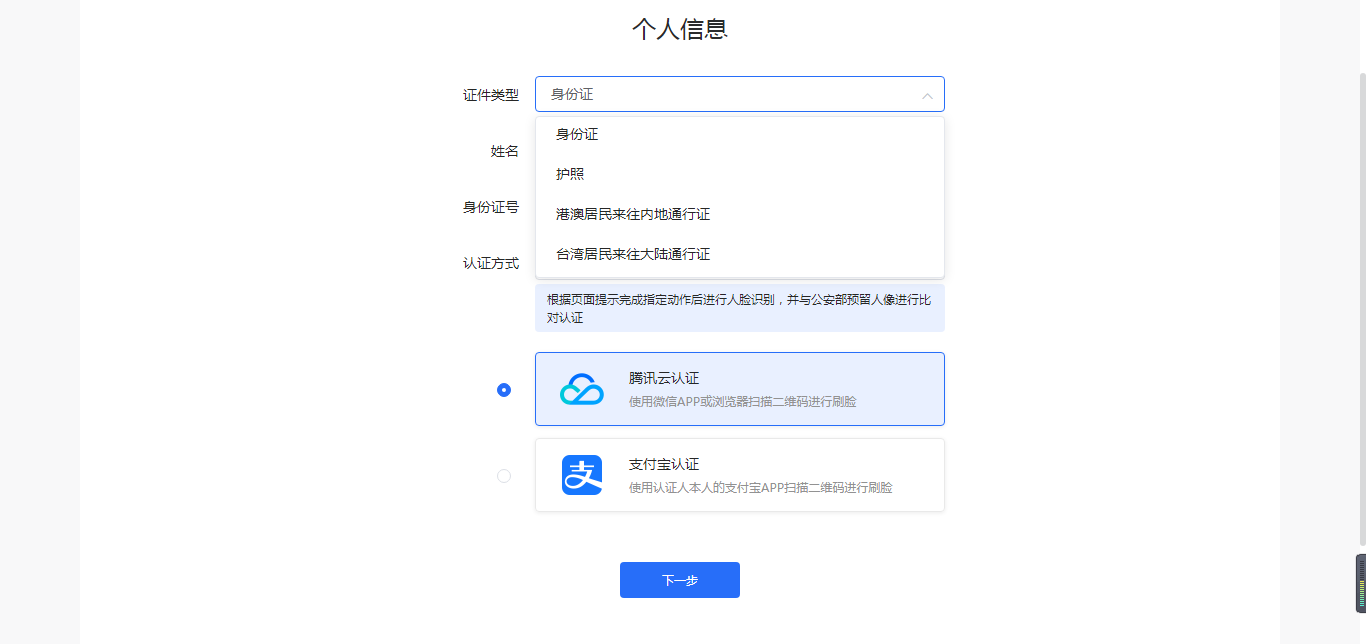 个人信息
证件类型
身份证
身份证
姓名
护照
身份证号
港澳居民来往内地通行证
台湾居民来往大陆通行证
认证方式
根据页面提示完成指定动作后进行人脸识别，并与公安部预留人像进行比
对认证
腾讯云认证
使用微信APP或浏览器扫描二维码进行刷脸
支付宝认证
使用认证人本人的支付宝APP扫描二维码进行刷脸
下一步